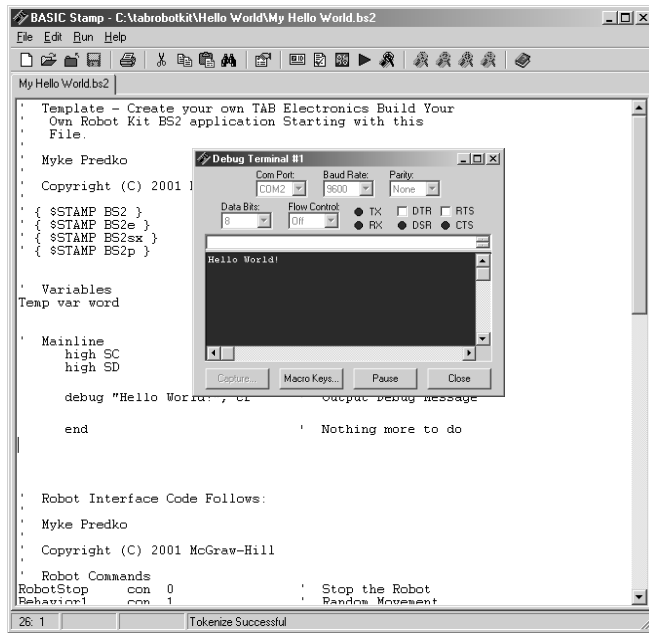 BASIC Stamp - C:\tabrobotkit\Hello World\My Hello World.bs2
File Edit Run Help
My Hello World.bs2
'   Template - Create your own TAB Electronics Build Your
'    Own Robot Kit BS2 application Starting with this
'    File.
'
'   Myke Predko
'
'   Copyright (C) 2001
'
'  { $STAMP BS2 }
'  { $STAMP BS2e }
'  { $STAMP BS2sx }
'  { $STAMP BS2p }
'   Variables
Temp var word
'   Mainline
high SC
high SD
debug "Hello World!", cr    Output Debug Message
end    '   Nothing more to do
'   Robot Interface Code Follows:
'
'   Myke Predko
'
'   Copyright (C) 2001 McGraw-Hill
'
'   Robot Commands
RobotStop    con   0    '   Stop the Robot
Behavior1    con   1    '   Random Movement
26: 1    Tokenize Successful
Debug Terminal #1
Com Port:    Baud Rate:    Parity:
COM2    9600    None
Data Bits:    Flow Control:    TX    DTR    RTS
8    Off    RX    DSR    CTS
Hello World!
Capture...    Macro Keys...    Pause    Close